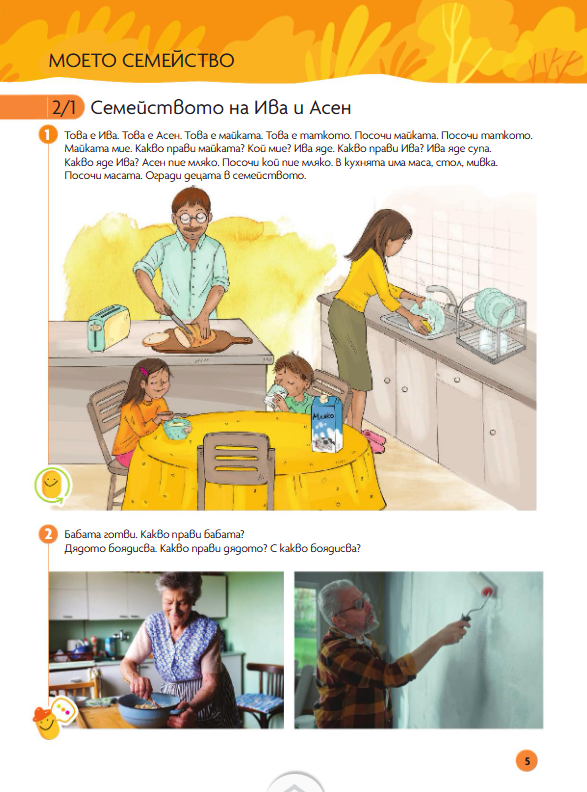 МОЕТО СЕМЕЙСТВО
2/1 Семейството на Ива и Асен
1 Това е Ива. Това е Асен. Това е майката. Това е таткото. Посочи майката. Посочи таткото.
Майката мие. Какво прави майката? Кой мие? Ива яде. Какво прави Ива? Ива яде супа.
Какво яде Ива? Асен пие мляко. Посочи кой пие мляко. В кухнята има маса, стол, мивка.
Посочи масата. Огради децата в семейството.
Мляко
2 Бабата готви. Какво прави бабата?
Дядото боядисва. Какво прави дядото? С какво боядисва?
5